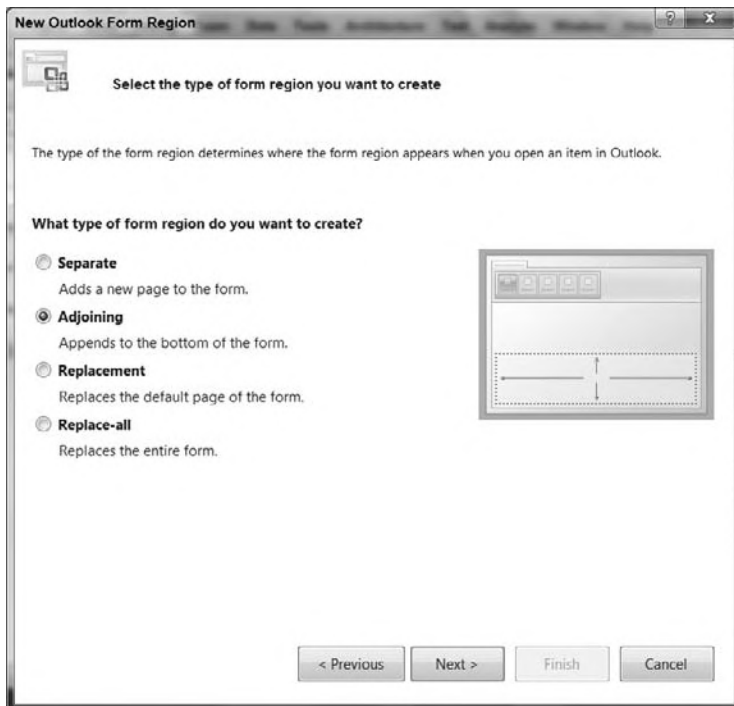 New Outlook Form Region
Select the type of form region you want to create
The type of the form region determines where the form region appears when you open an item in Outlook.
What type of form region do you want to create?
Separate
Adds a new page to the form.
Adjoining
Appends to the bottom of the form.
Replacement
Replaces the default page of the form.
Replace-all
Replaces the entire form.
< Previous Next > Finish Cancel